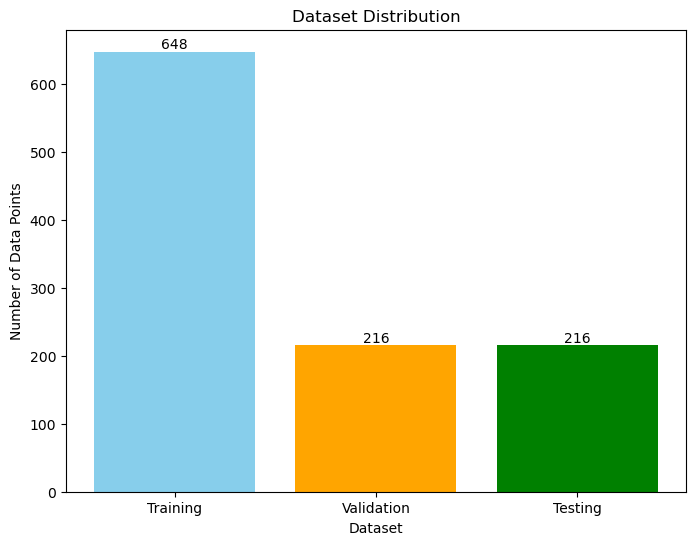 Dataset Distribution
648
216
216
600
500
400
300
200
100
0
Number of Data Points
Training
Validation
Testing
Dataset